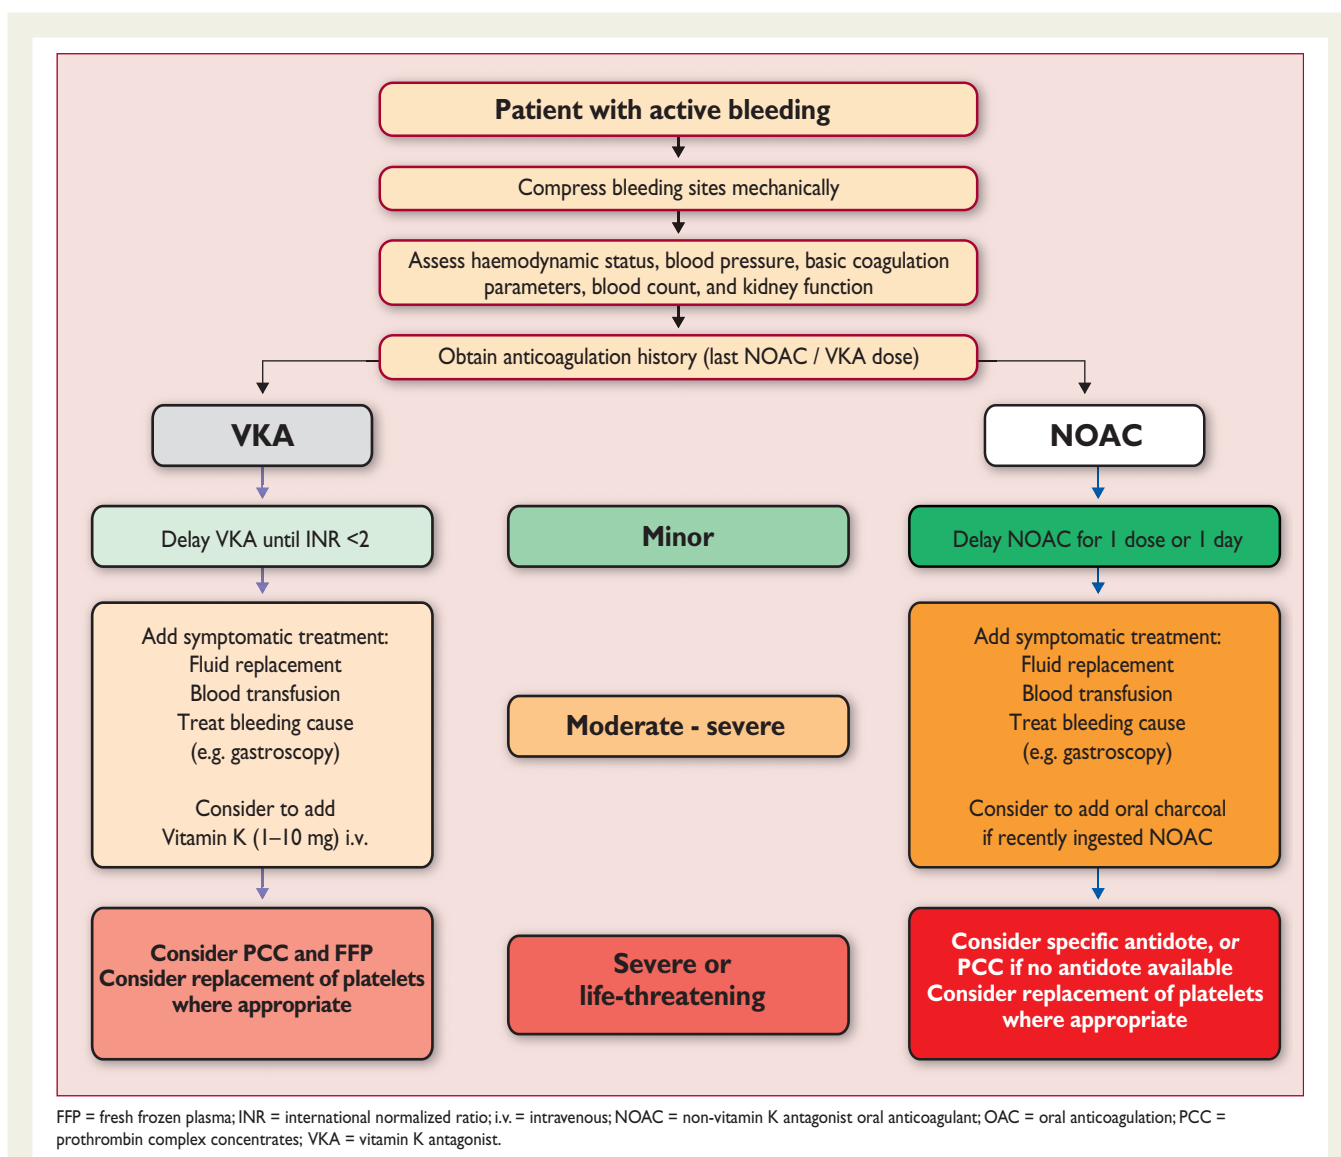 Patient with active bleeding
Compress bleeding sites mechanically
Assess haemodynamic status, blood pressure, basic coagulation
parameters, blood count, and kidney function
Obtain anticoagulation history (last NOAC / VKA dose)
VKA
NOAC
Delay VKA until INR <2
Minor
Delay NOAC for 1 dose or 1 day
Add symptomatic treatment:
Fluid replacement
Blood transfusion
Treat bleeding cause
(e.g. gastroscopy)
Consider to add
Vitamin K (1–10 mg) i.v.
Moderate - severe
Add symptomatic treatment:
Fluid replacement
Blood transfusion
Treat bleeding cause
(e.g. gastroscopy)
Consider to add oral charcoal
if recently ingested NOAC
Consider PCC and FFP
Consider replacement of platelets
where appropriate
Severe or
life-threatening
Consider specific antidote, or
PCC if no antidote available
Consider replacement of platelets
where appropriate
FFP = fresh frozen plasma; INR = international normalized ratio; i.v. = intravenous; NOAC = non-vitamin K antagonist oral anticoagulant; OAC = oral anticoagulation; PCC =
prothrombin complex concentrates; VKA = vitamin K antagonist.